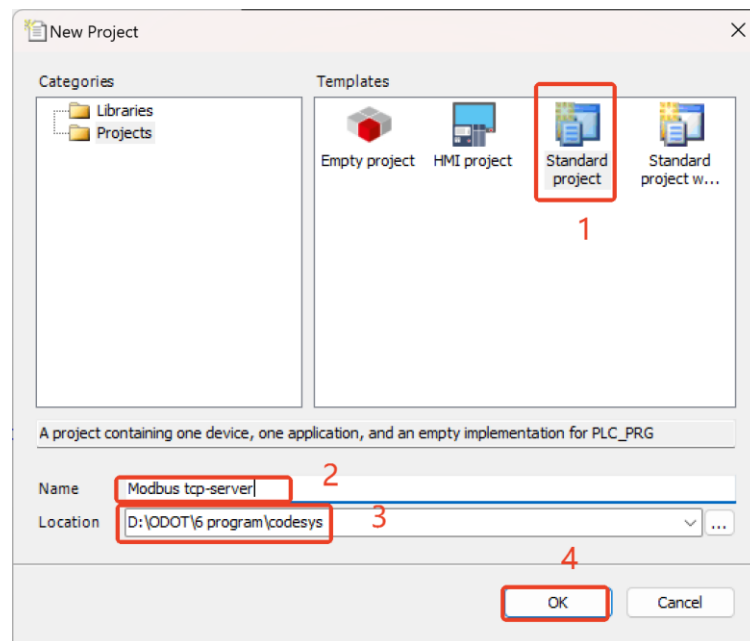 New Project
Categories
Templates
Libraries
Projects
Empty project
HMI project
Standard
project
Standard
project w...
1
A project containing one device, one application, and an empty implementation for PLC_PRG
Name
Modbus tcp-server
2
Location
D:\ODOT\6 program\codesys
3
...
4
OK
Cancel